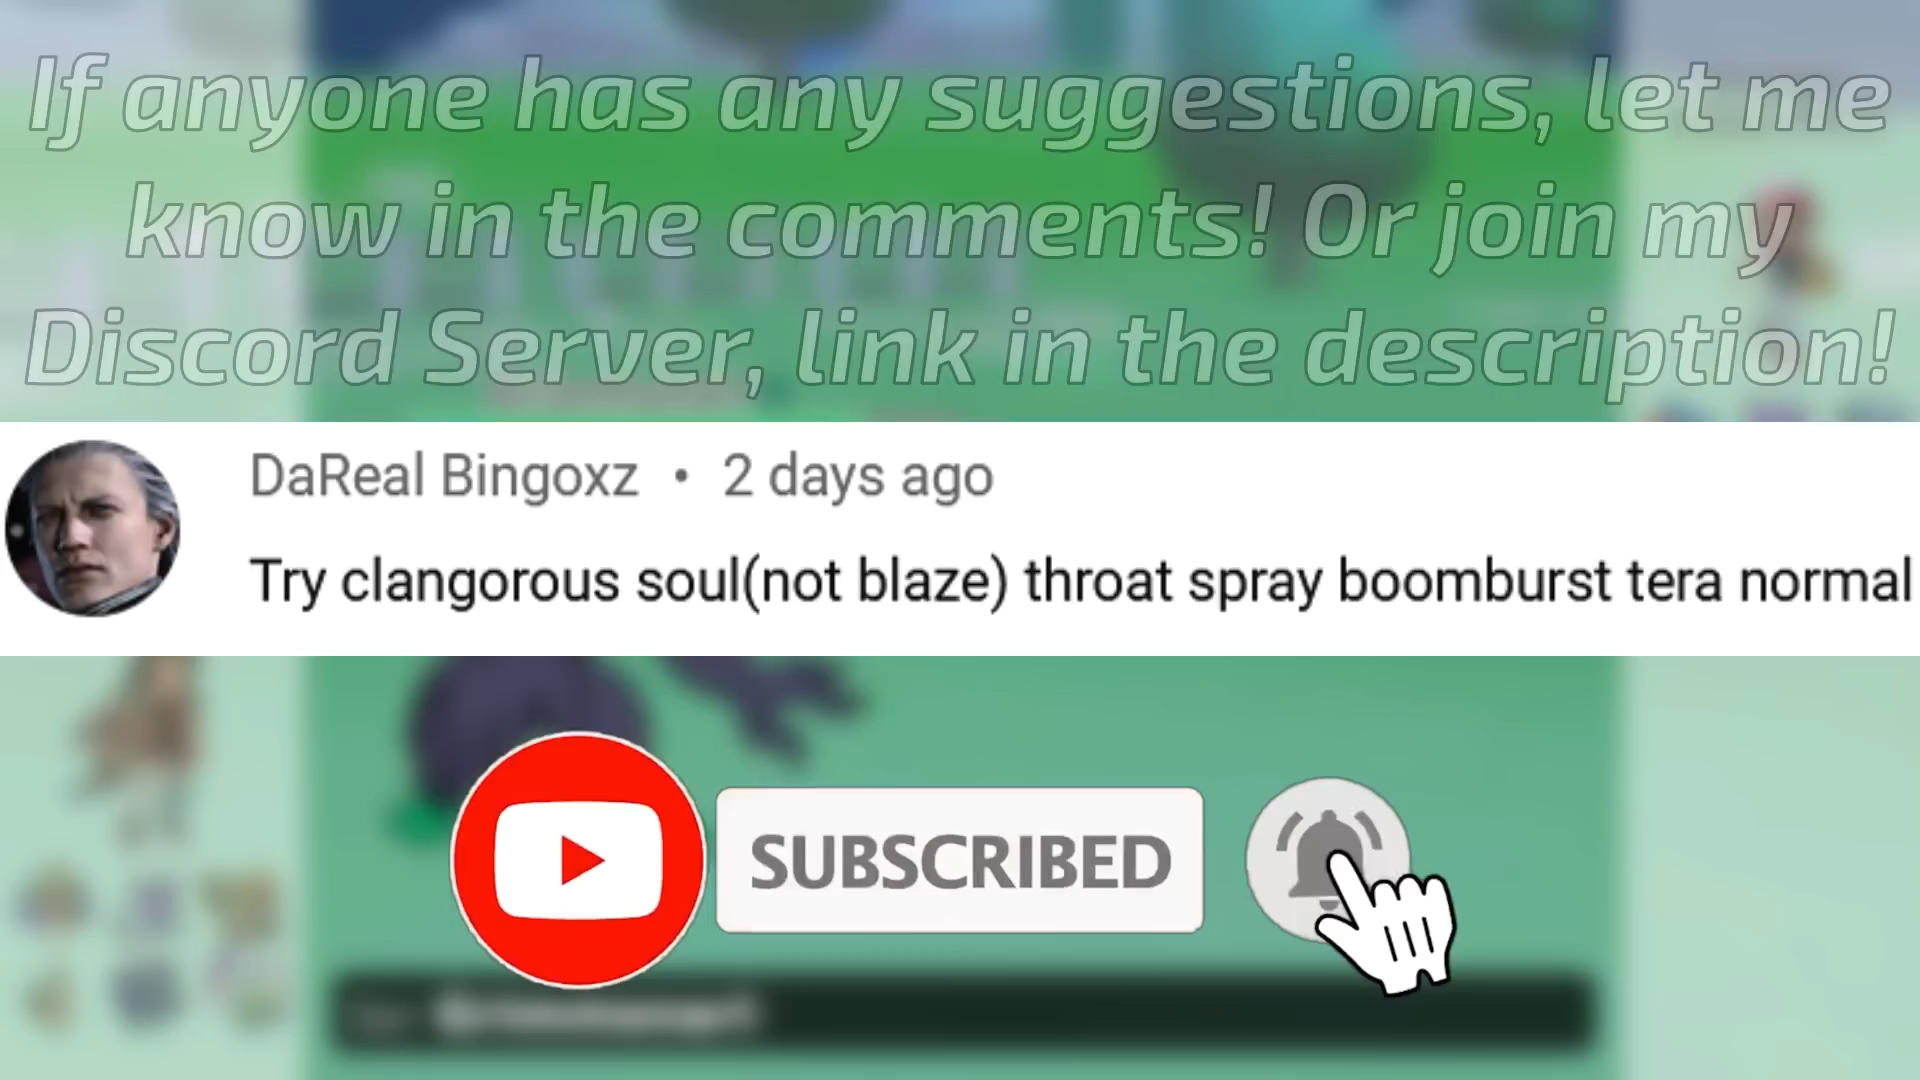 If anyone has any suggestions, let me
know in the comments! Or join my
Discord Server, link in the description!
DaReal Bingoxz • 2 days ago
Try clangorous soul(not blaze) throat spray boomburst tera normal
SUBSCRIBED